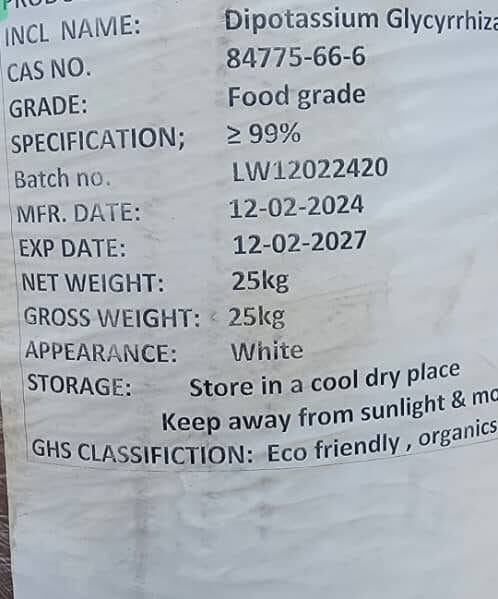 INCL NAME: Dipotassium Glycyrrhiza
CAS NO. 84775-66-6
GRADE: Food grade
SPECIFICATION; ≥ 99%
Batch no. LW12022420
MFR. DATE: 12-02-2024
EXP DATE: 12-02-2027
NET WEIGHT: 25kg
GROSS WEIGHT: 25kg
APPEARANCE: White
STORAGE: Store in a cool dry place
Keep away from sunlight & mo
GHS CLASSIFICTION: Eco friendly , organics